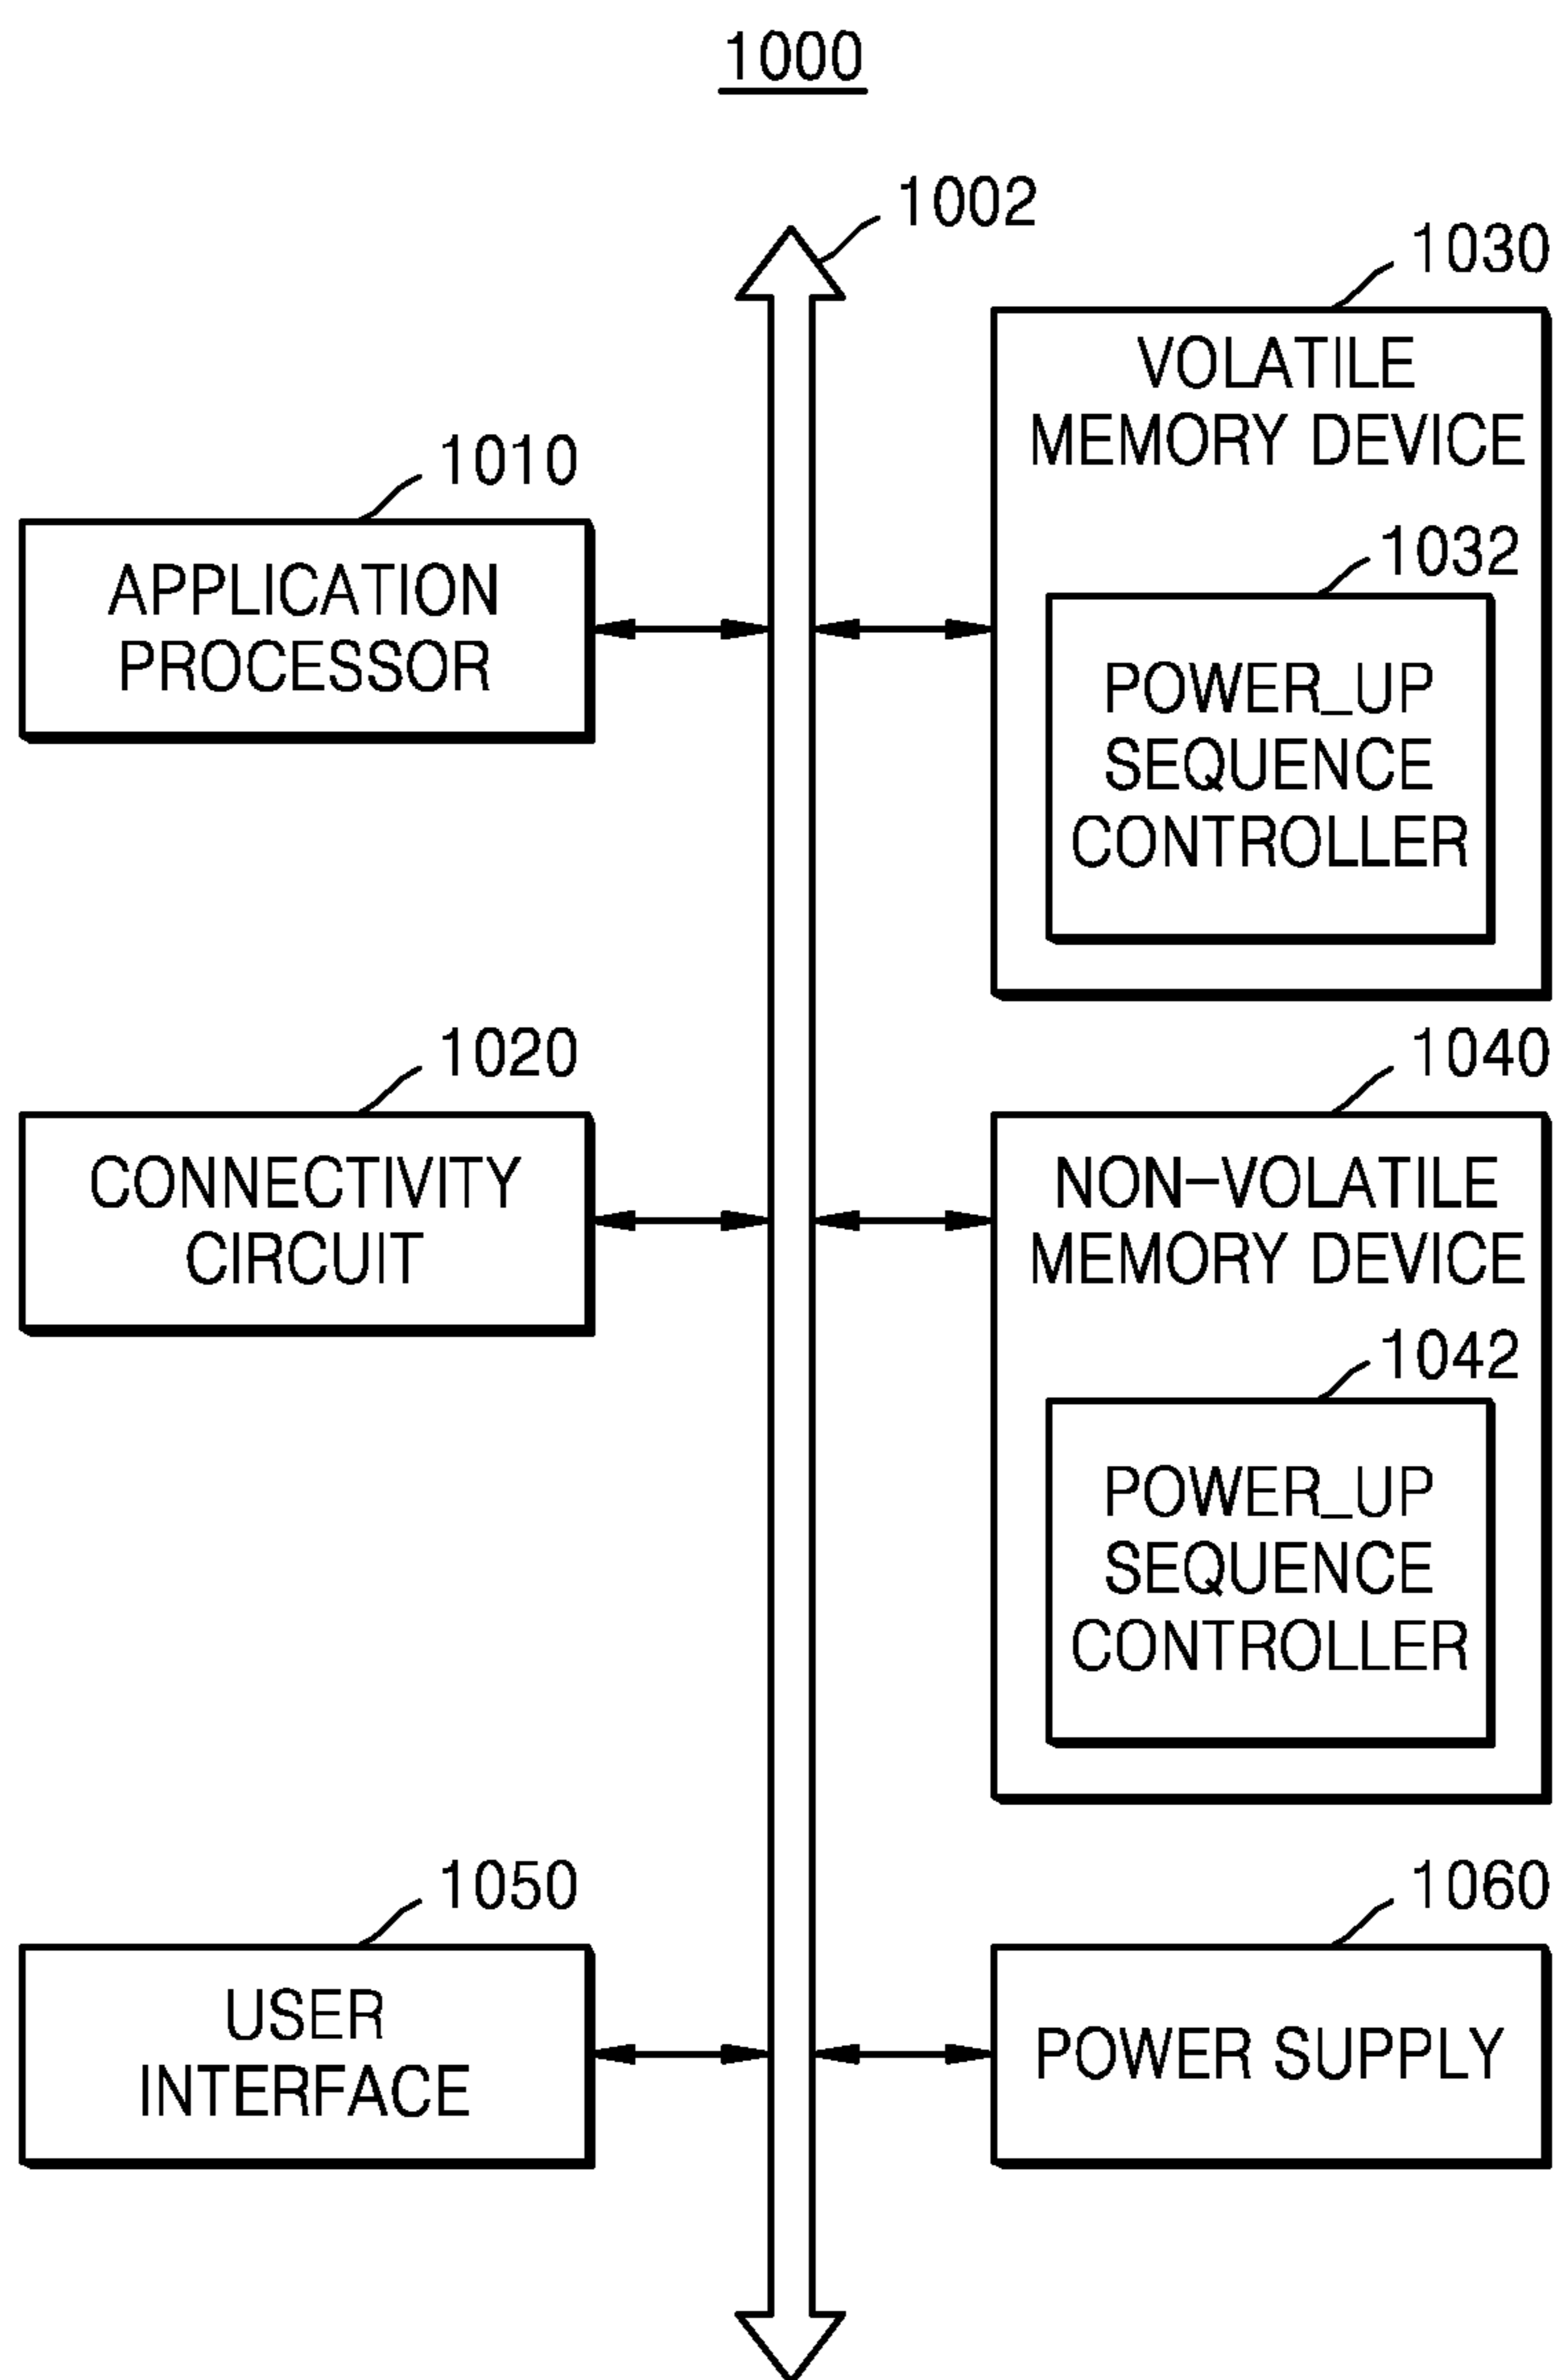 1000
1002
1030
VOLATILE
MEMORY DEVICE
1010
APPLICATION
PROCESSOR
1032
POWER_UP
SEQUENCE
CONTROLLER
1020
CONNECTIVITY
CIRCUIT
1040
NON-VOLATILE
MEMORY DEVICE
1042
POWER_UP
SEQUENCE
CONTROLLER
1050
USER
INTERFACE
1060
POWER SUPPLY